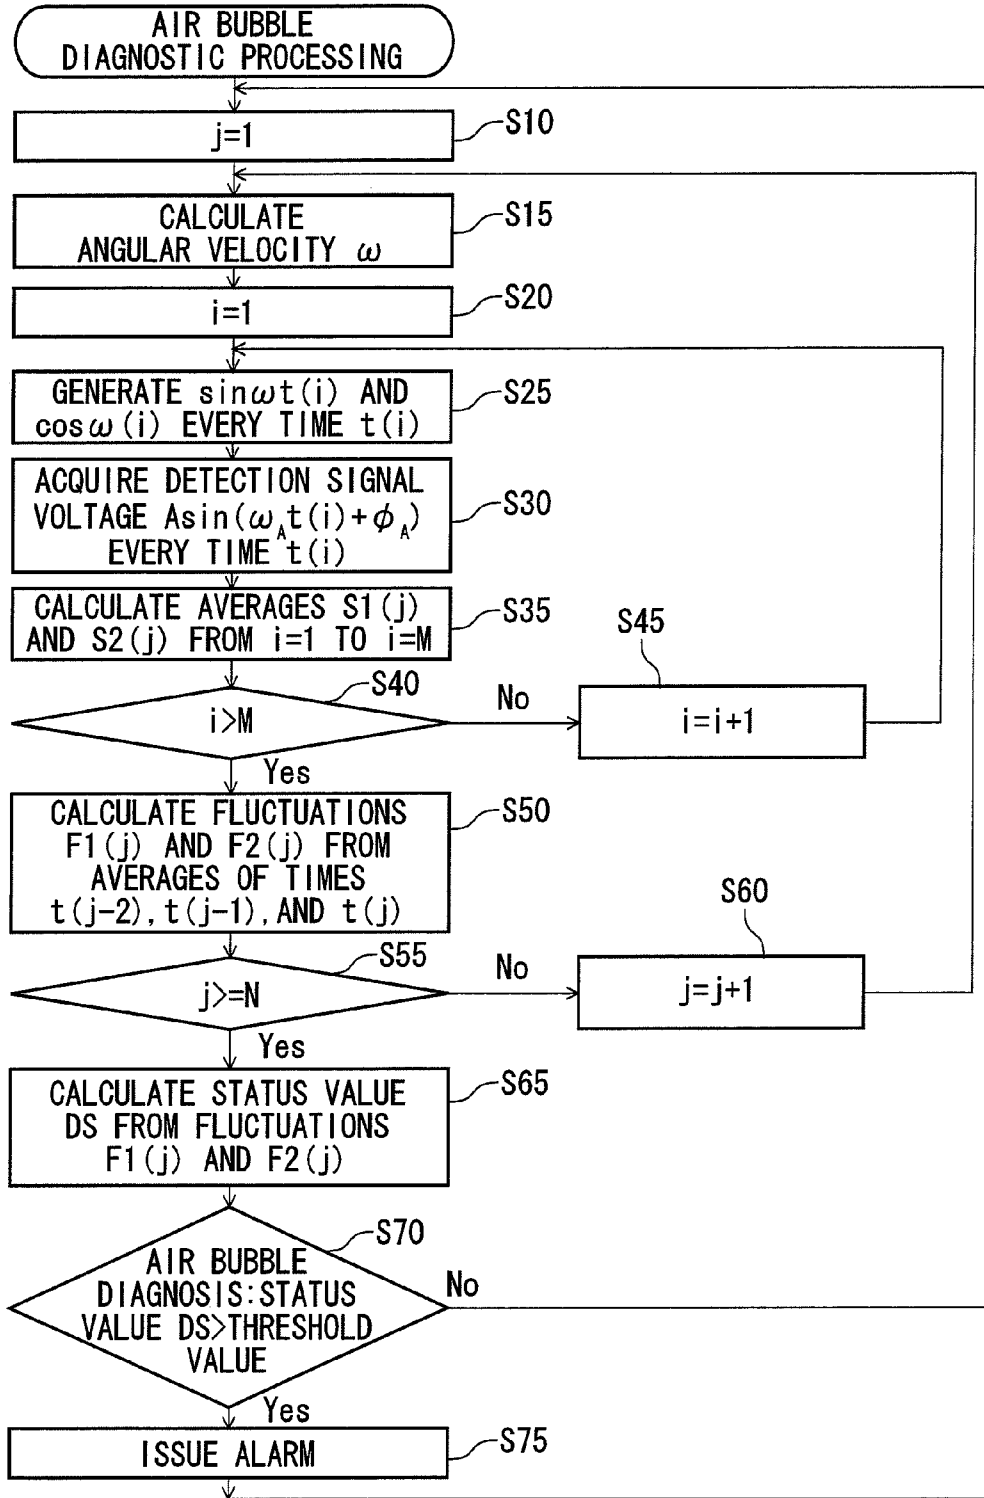 AIR BUBBLE
DIAGNOSTIC PROCESSING
j=1
S10
CALCULATE
ANGULAR VELOCITY ω
S15
i=1
S20
GENERATE sinωt(i) AND
cosω(i) EVERY TIME t(i)
S25
ACQUIRE DETECTION SIGNAL
VOLTAGE Asin(ω_A t(i)+ϕ_A)
EVERY TIME t(i)
S30
CALCULATE AVERAGES S1(j)
AND S2(j) FROM i=1 TO i=M
S35
i>M
S40
No
S45
i=i+1
Yes
CALCULATE FLUCTUATIONS
F1(j) AND F2(j) FROM
AVERAGES OF TIMES
t(j-2),t(j-1),AND t(j)
S50
j>=N
S55
No
S60
j=j+1
Yes
CALCULATE STATUS VALUE
DS FROM FLUCTUATIONS
F1(j) AND F2(j)
S65
AIR BUBBLE
DIAGNOSIS:STATUS
VALUE DS>THRESHOLD
VALUE
S70
No
Yes
ISSUE ALARM
S75